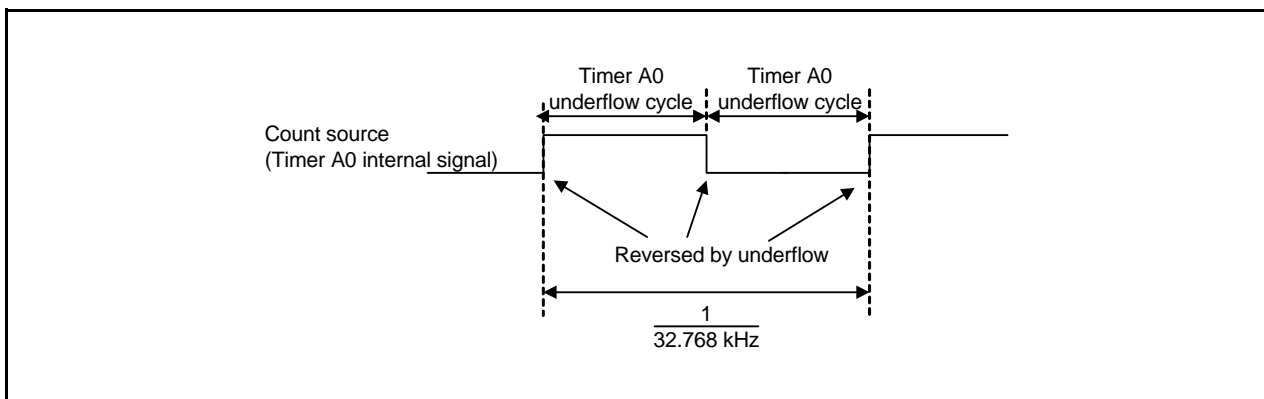 Timer A0
underflow cycle
Timer A0
underflow cycle
Count source
(Timer A0 internal signal)
Reversed by underflow
1
32.768 kHz